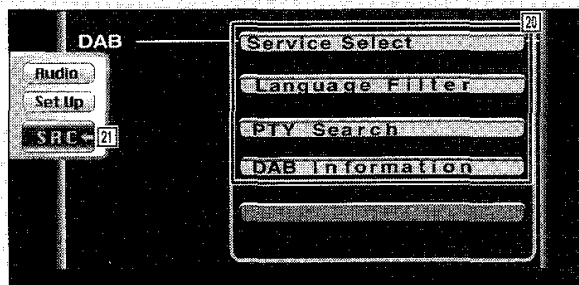 20
DAB
Service Select
Audio
Language Filter
Set Up
PTY Search
SRC← 21
DAB Information